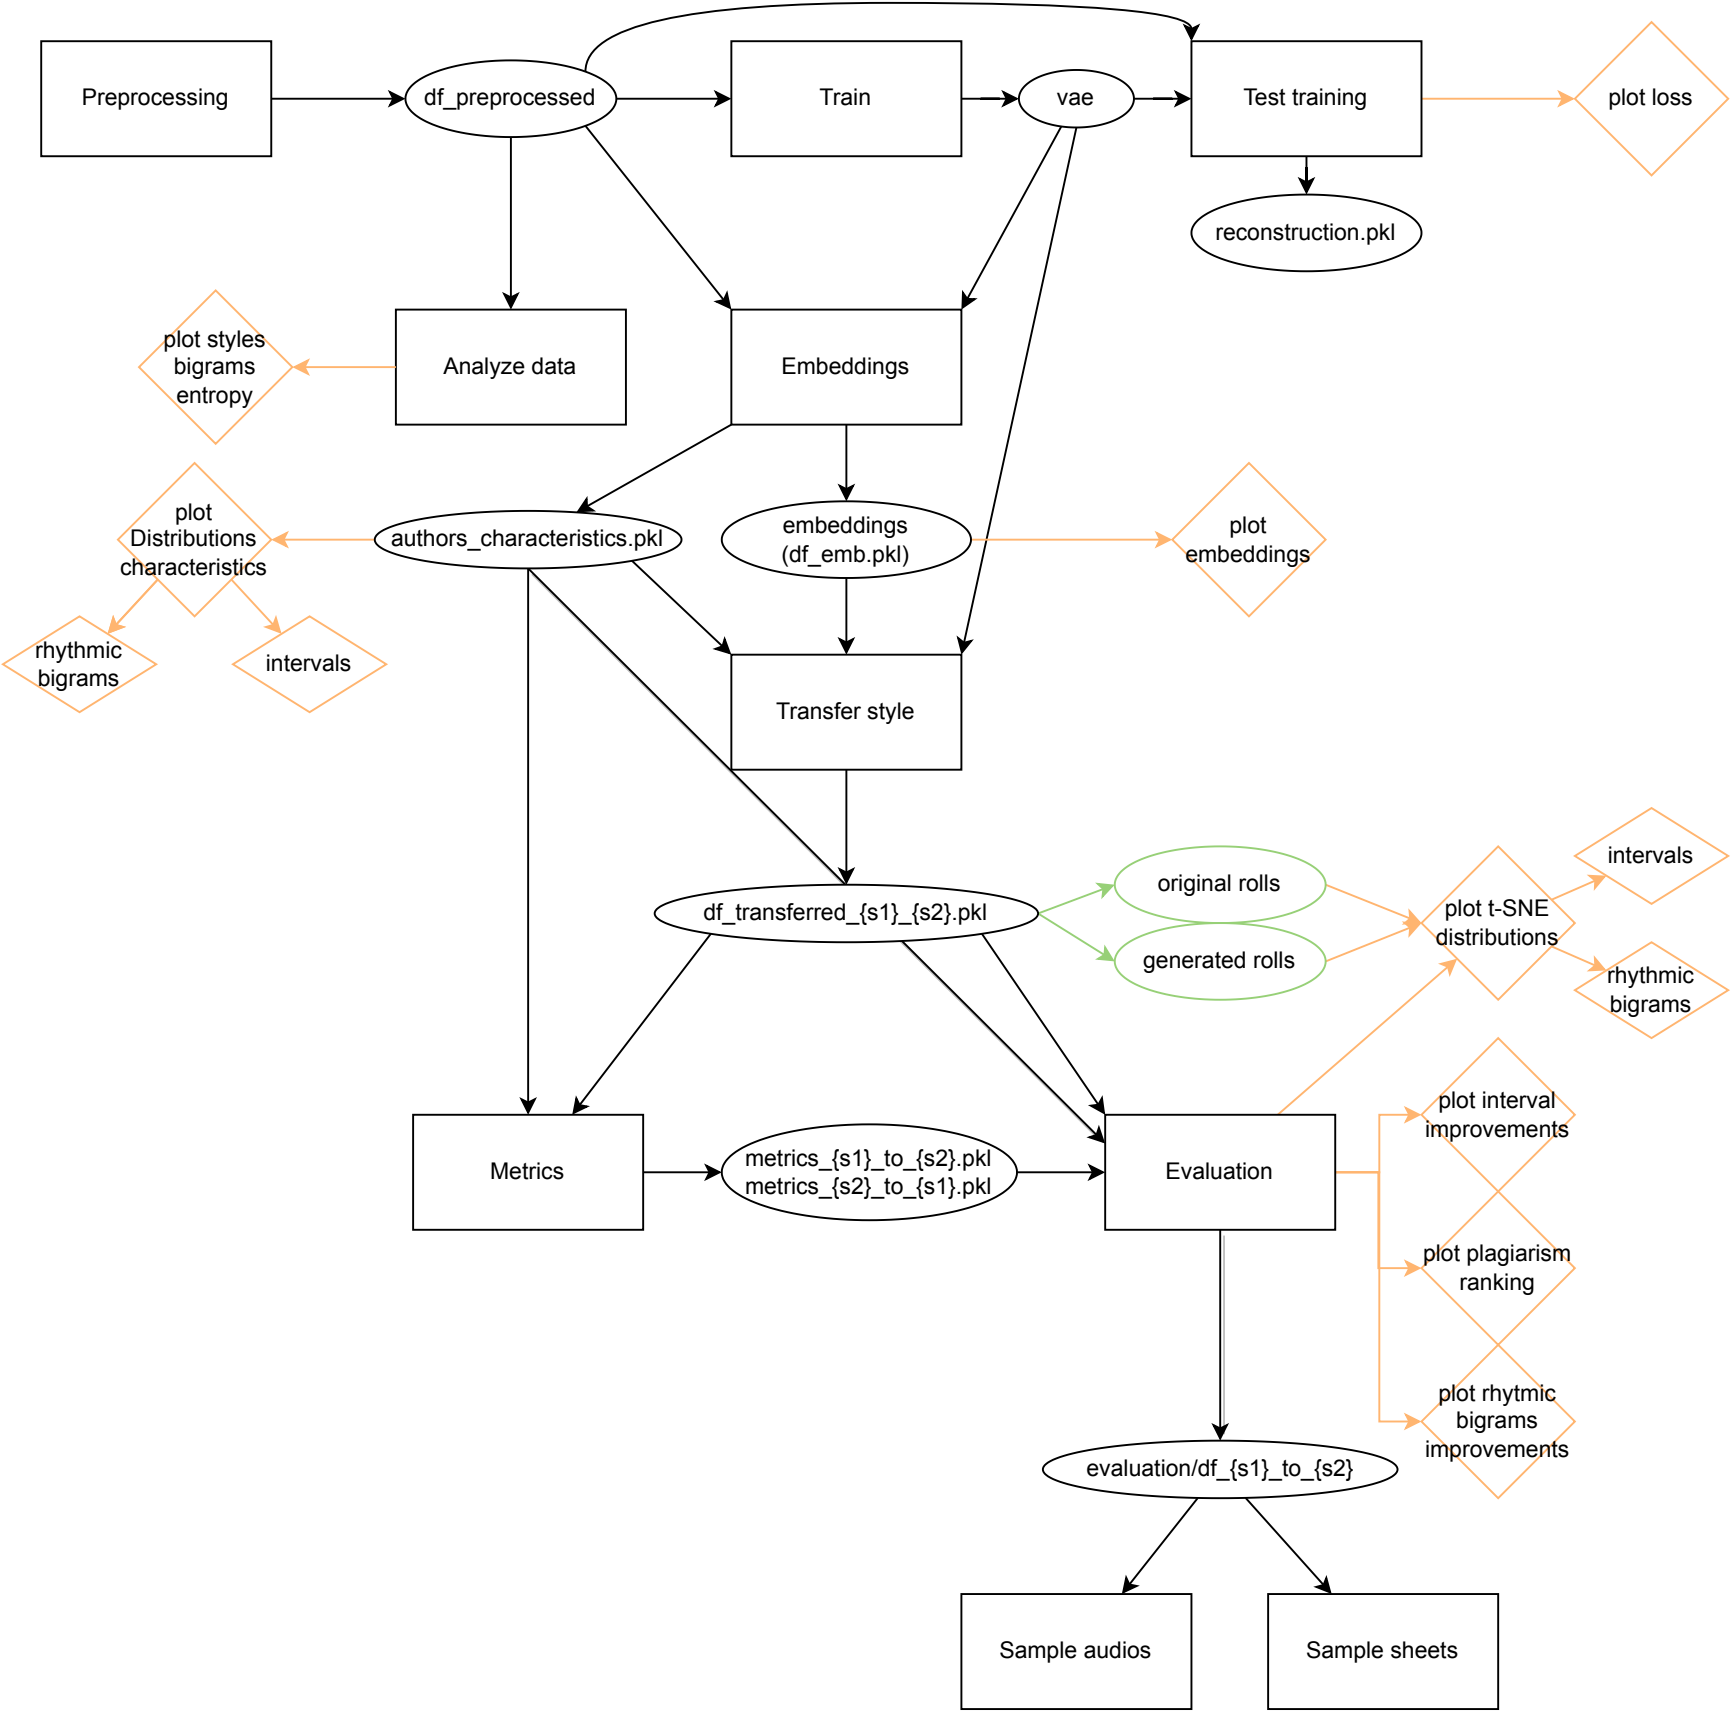 Preprocessing
df_preprocessed
Train
vae
Test training
plot loss
reconstruction.pkl
plot styles
bigrams
entropy
Analyze data
Embeddings
plot
Distributions
characteristics
authors_characteristics.pkl
embeddings
(df_emb.pkl)
plot
embeddings
rhythmic
bigrams
intervals
Transfer style
intervals
original rolls
df_transferred_{s1}_{s2}.pkl
plot t-SNE
distributions
generated rolls
rhythmic
bigrams
plot interval
improvements
Metrics
metrics_{s1}_to_{s2}.pkl
metrics_{s2}_to_{s1}.pkl
Evaluation
plot plagiarism
ranking
plot rhytmic
bigrams
improvements
evaluation/df_{s1}_to_{s2}
Sample audios
Sample sheets